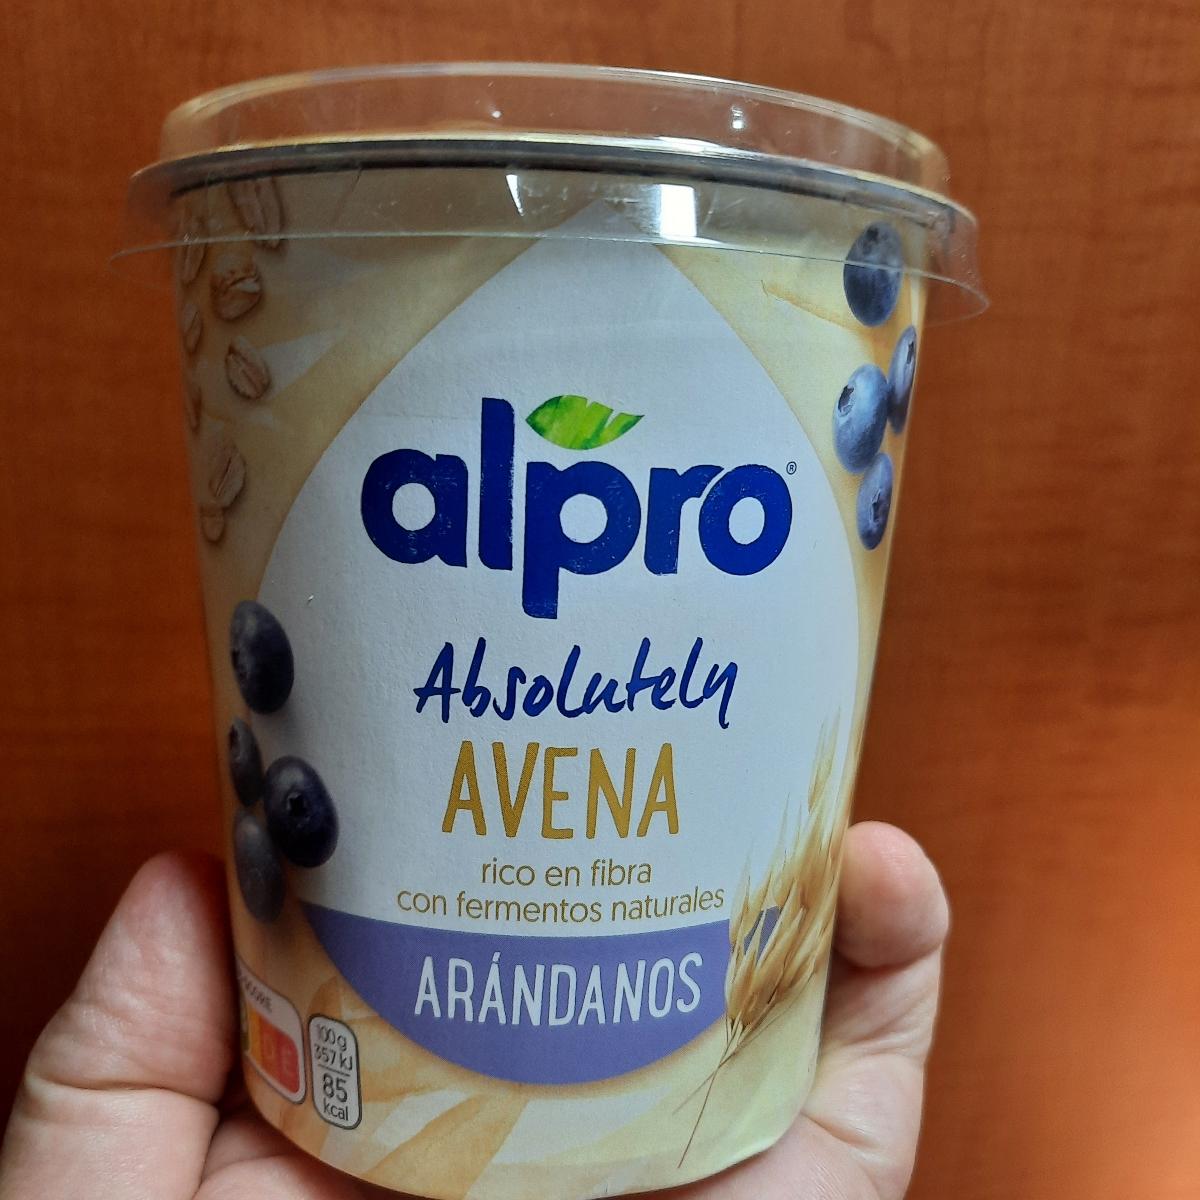 alpro®
Absolutely
AVENA
rico en fibra
con fermentos naturales
ARÁNDANOS
D E
100g
357 kJ
85
kcal